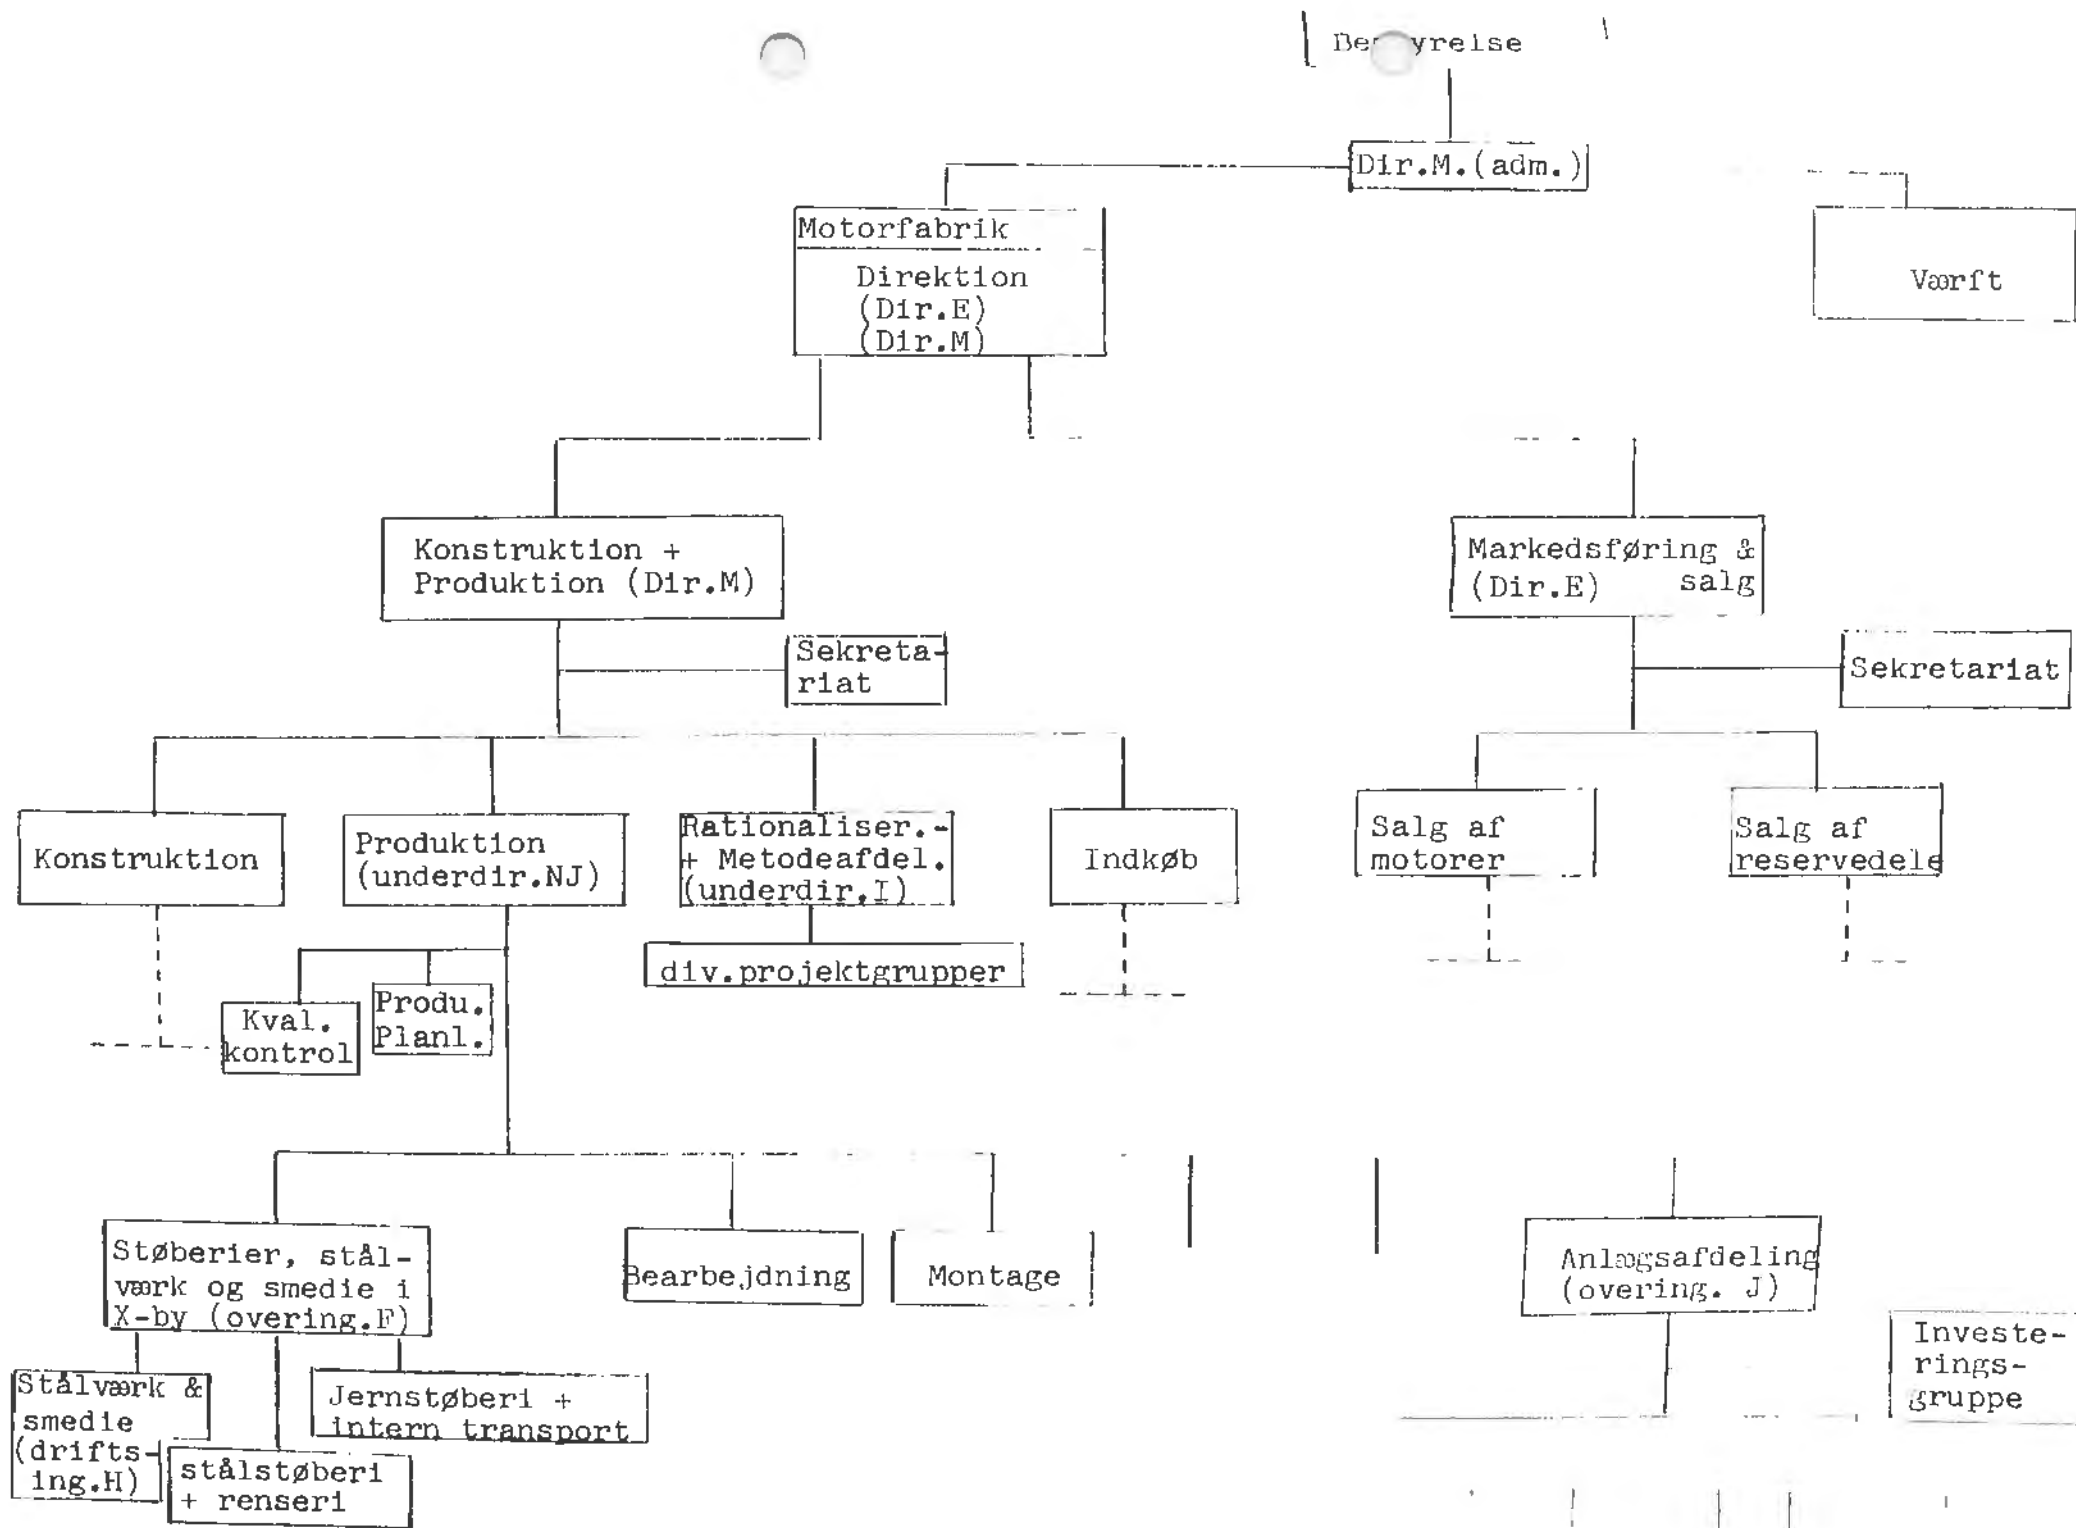 Bestyrelse
Dir.M.(adm.)
Motorfabrik
Direktion
(Dir.E)
(Dir.M)
Værft
Konstruktion +
Produktion (Dir.M)
Markedsføring &
(Dir.E) salg
Sekreta-
riat
Sekretariat
Konstruktion
Produktion
(underdir.NJ)
Rationaliser.-
+ Metodeafdel.
(underdir.I)
Indkøb
Salg af
motorer
Salg af
reservedele
div.projektgrupper
Kval.
kontrol
Produ.
Planl.
Støberier, stål-
værk og smedie i
X-by (overing.F)
Bearbejdning
Montage
Anlægsafdeling
(overing. J)
Investe-
rings-
gruppe
Stålværk &
smedie
(drifts-
ing.H)
Jernstøberi +
intern transport
stålstøberi
+ renseri